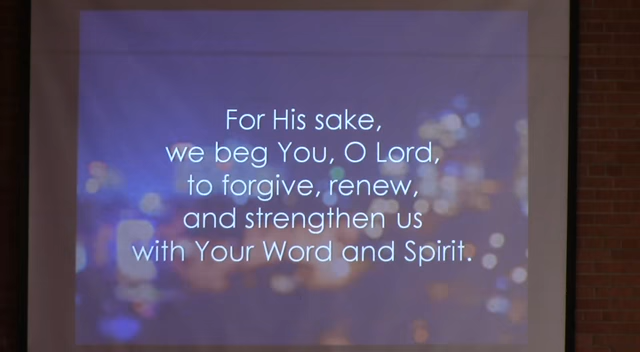 For His sake,
we beg You, O Lord,
to forgive, renew,
and strengthen us
with Your Word and Spirit.